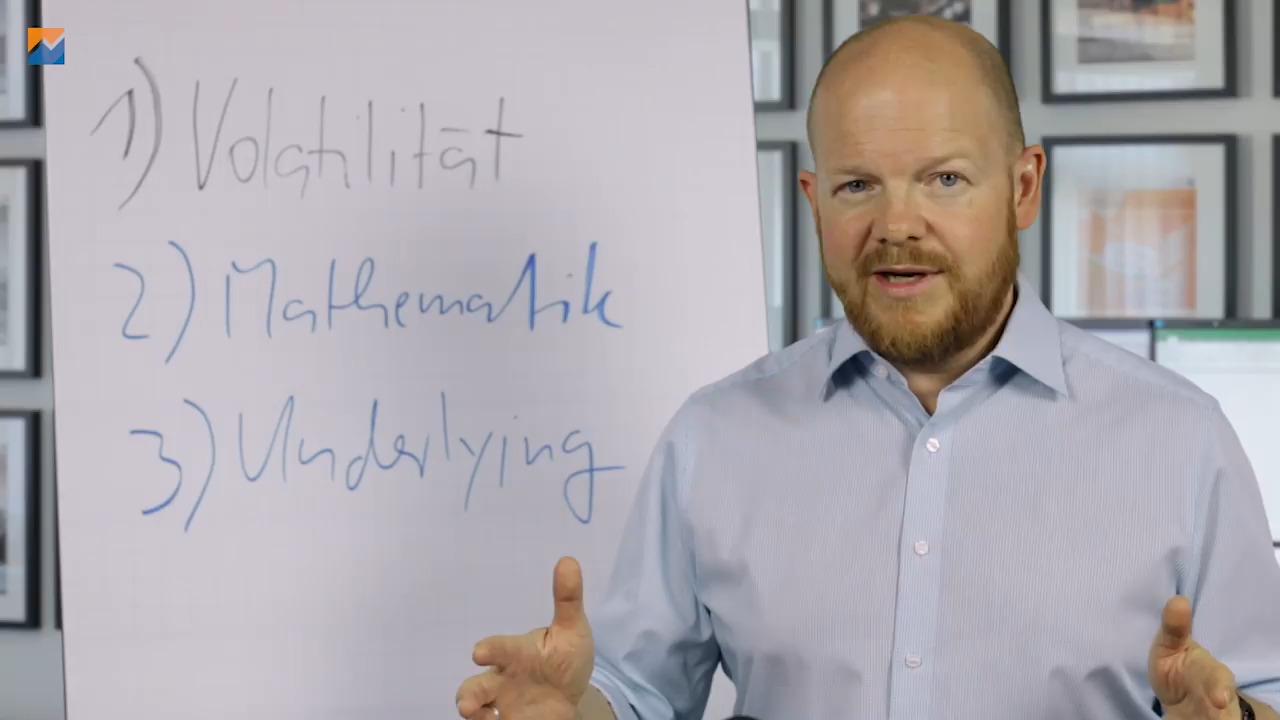 1) Volatilität
2) Mathematik
3) Underlying